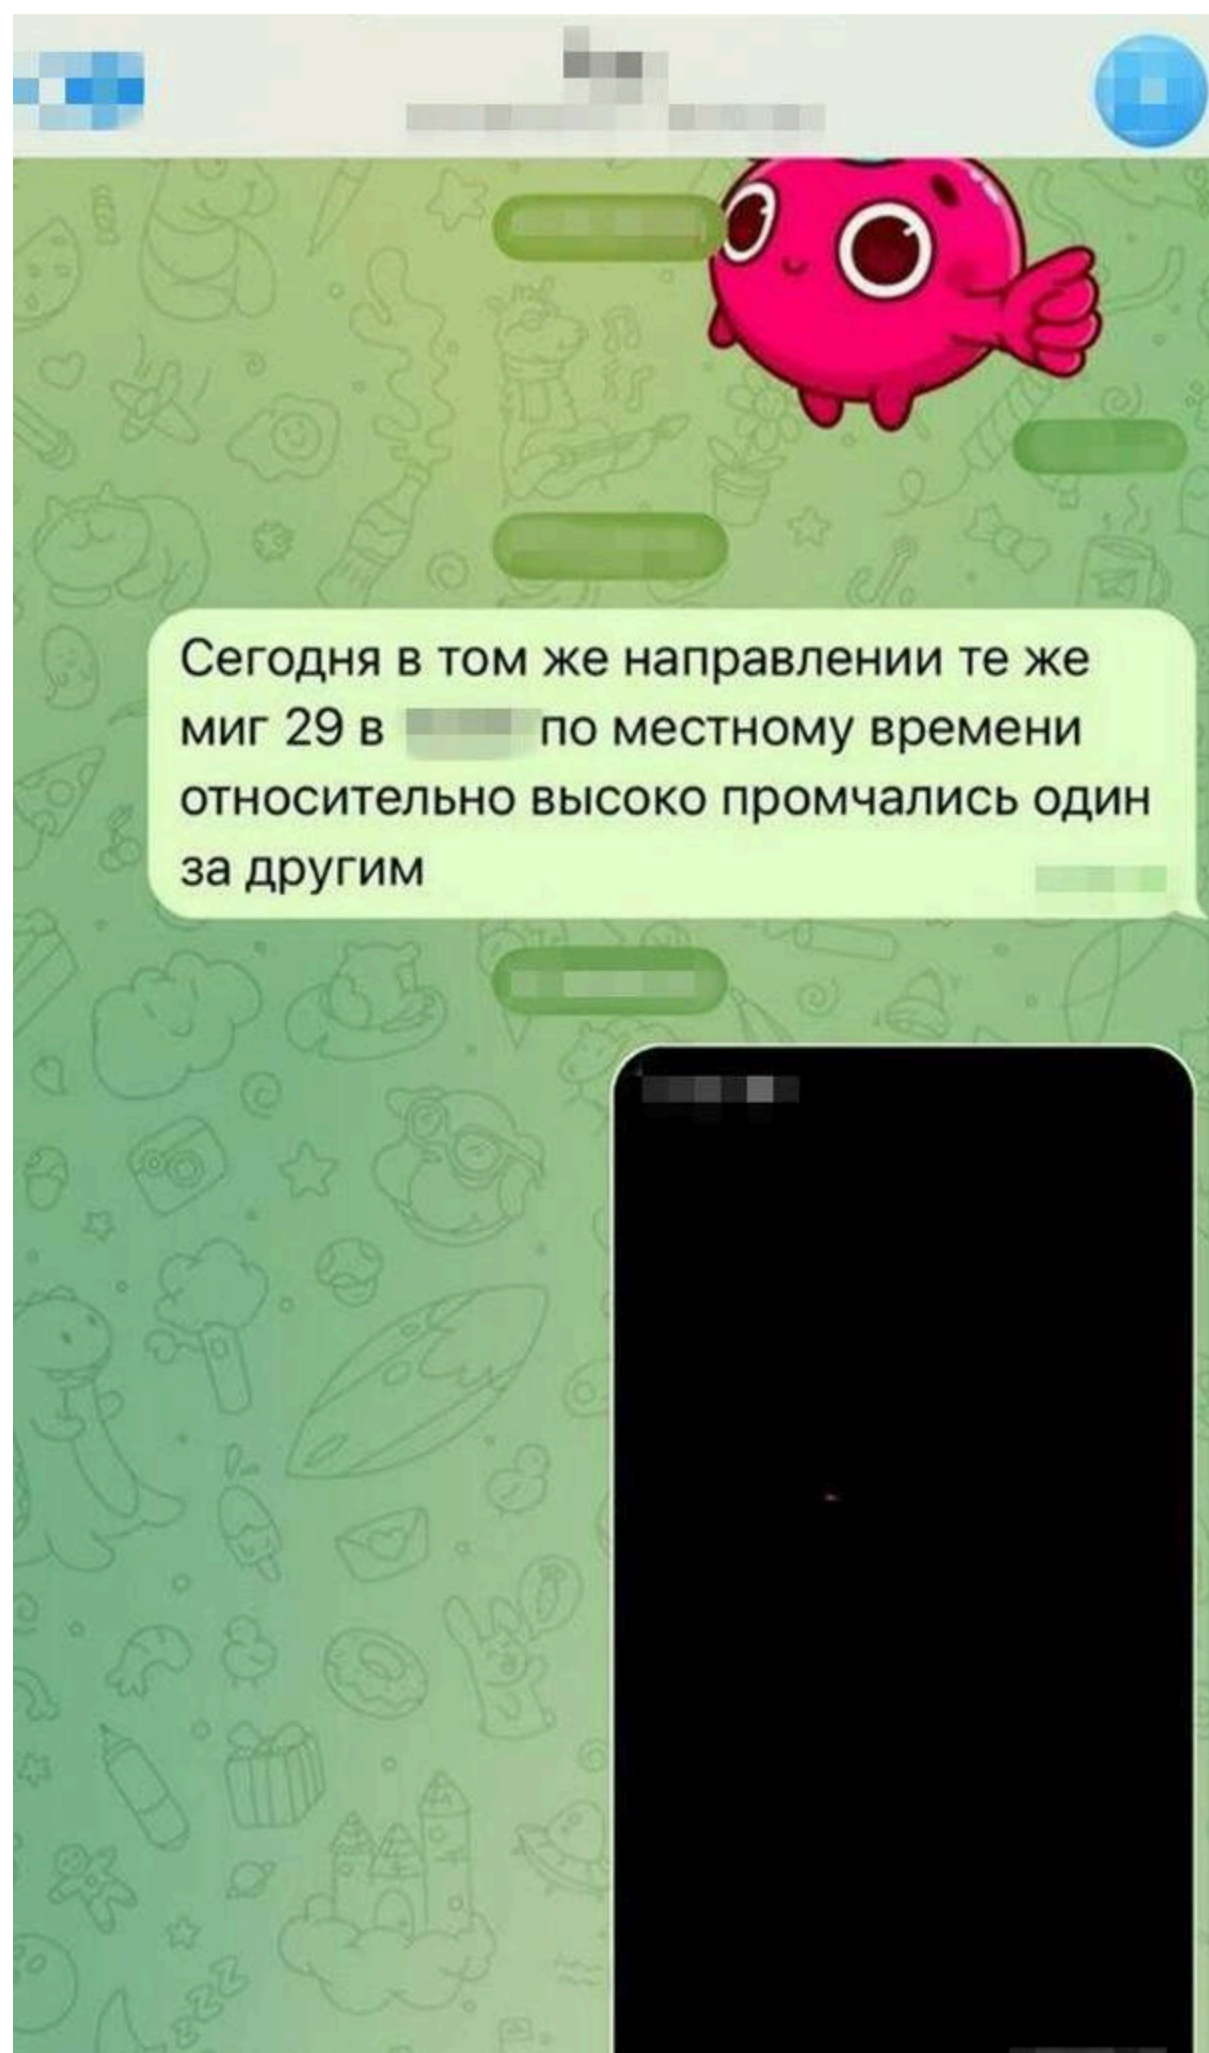 Сегодня в том же направлении те же
миг 29 в по местному времени
относительно высоко промчались один
за другим